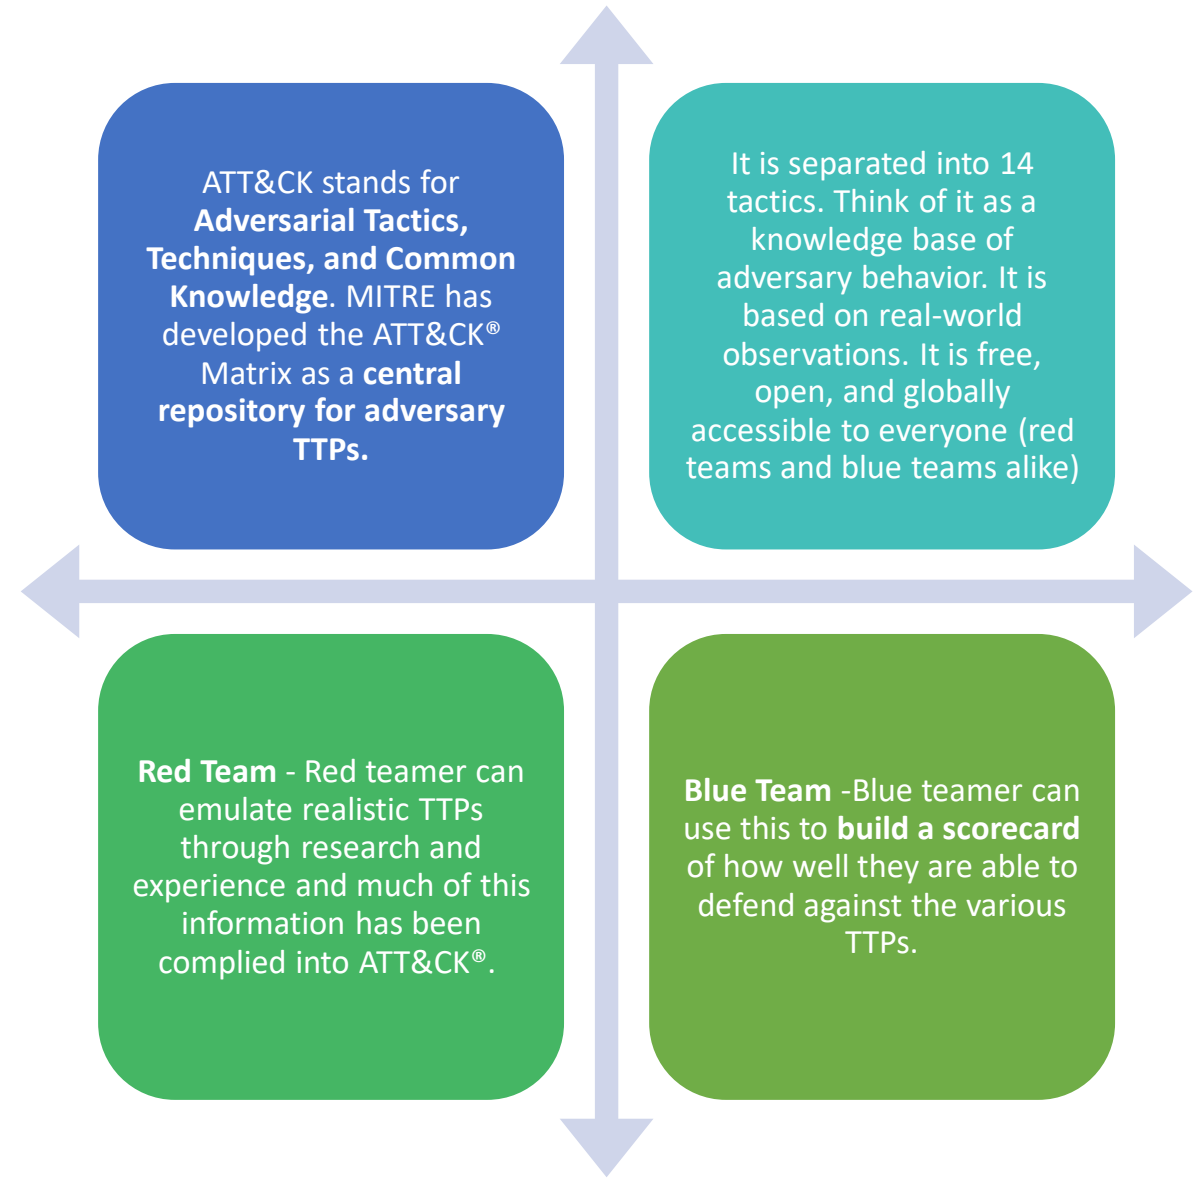 ATT&CK stands for
Adversarial Tactics,
Techniques, and Common
Knowledge. MITRE has
developed the ATT&CK®
Matrix as a central
repository for adversary
TTPs.
It is separated into 14
tactics. Think of it as a
knowledge base of
adversary behavior. It is
based on real-world
observations. It is free,
open, and globally
accessible to everyone (red
teams and blue teams alike)
Red Team - Red teamer can
emulate realistic TTPs
through research and
experience and much of this
information has been
complied into ATT&CK®.
Blue Team -Blue teamer can
use this to build a scorecard
of how well they are able to
defend against the various
TTPs.